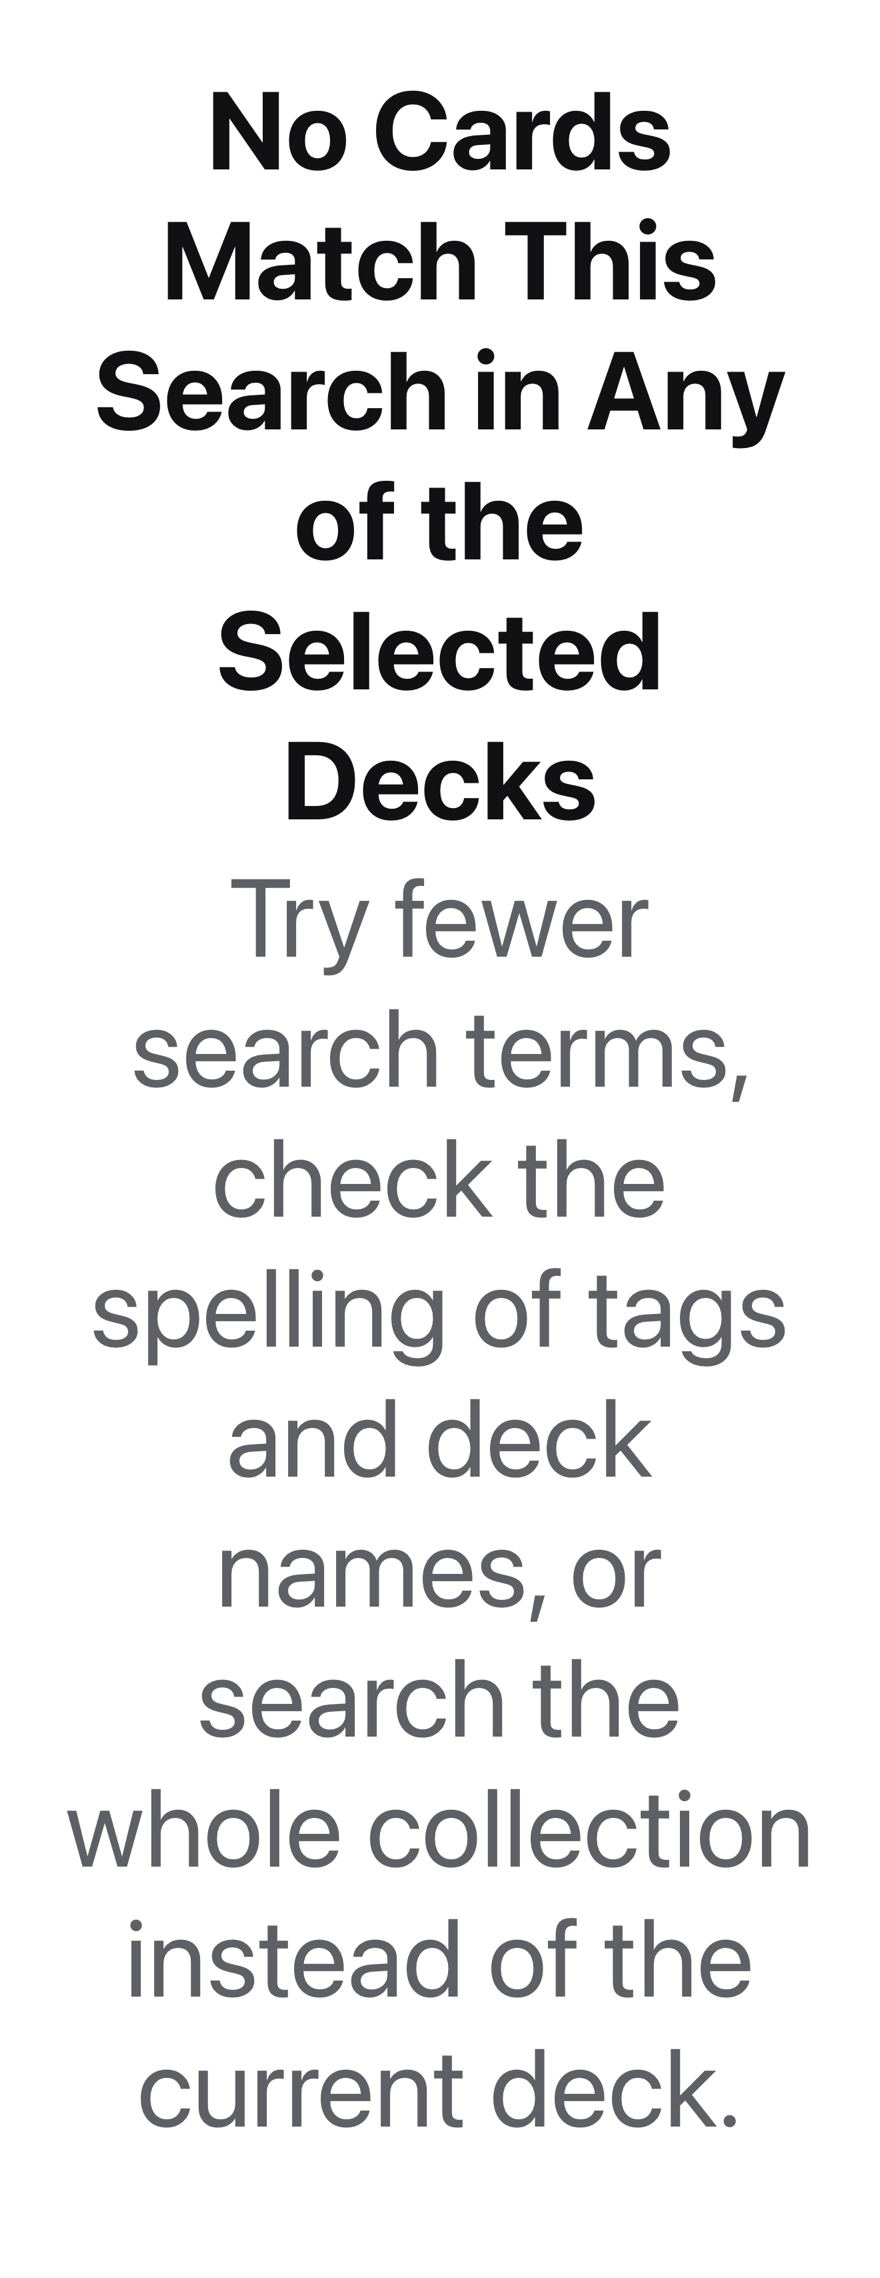 No Cards
Match This
Search in Any
of the
Selected
Decks
Try fewer
search terms,
check the
spelling of tags
and deck
names, or
search the
whole collection
instead of the
current deck.